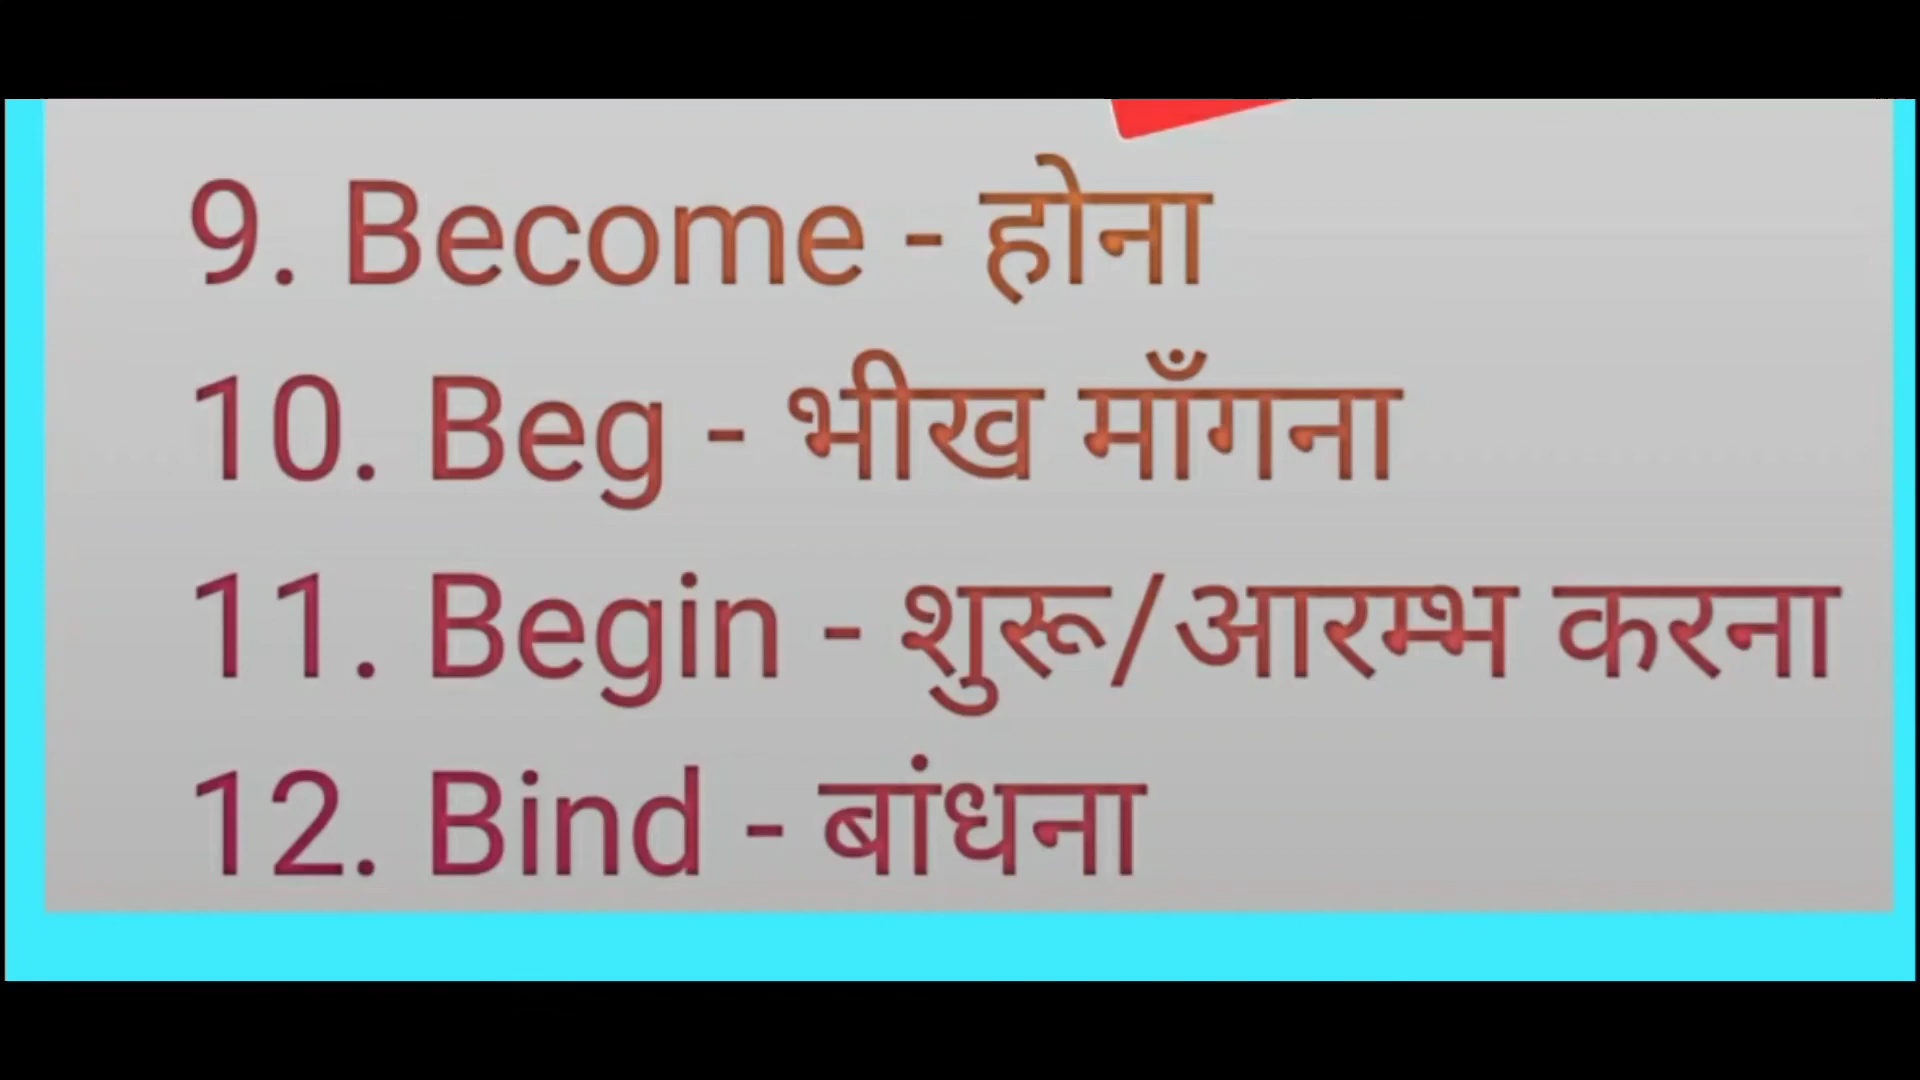 9. Become - होना
10. Beg - भीख माँगना
11. Begin - शुरू/आरम्भ करना
12. Bind - बांधना